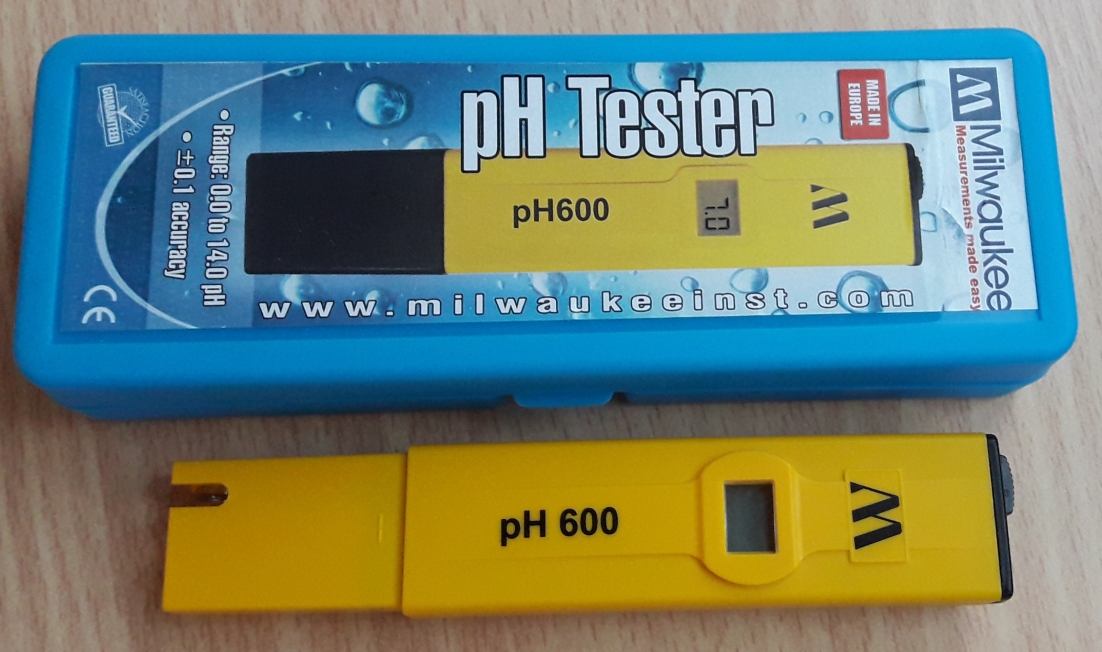 pH Tester
MADE IN
EUROPE
Milwaukee
Measurements made easy
GUARANTEED
• Range: 0.0 to 14.0 pH
• ±0.1 accuracy
pH600
7.0
www.milwaukeeinst.com
CE
pH 600